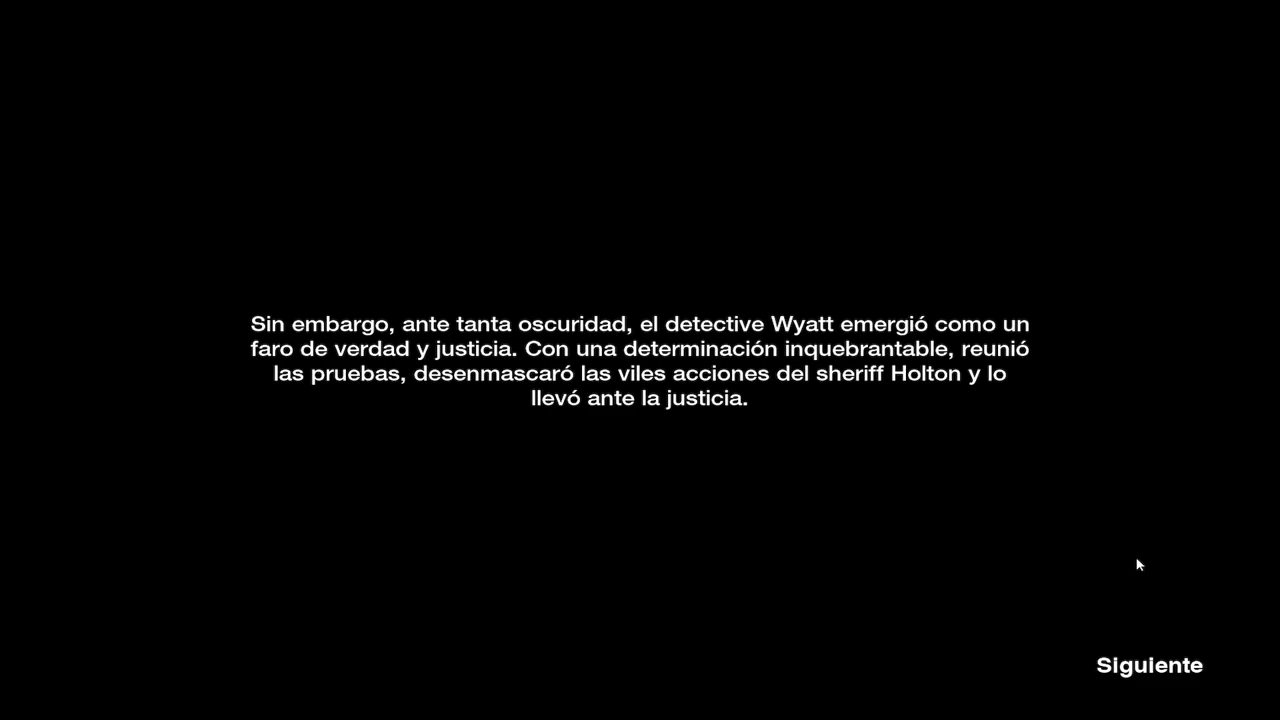 Sin embargo, ante tanta oscuridad, el detective Wyatt emergió como un
faro de verdad y justicia. Con una determinación inquebrantable, reunió
las pruebas, desenmascaró las viles acciones del sheriff Holton y lo
llevó ante la justicia.
Siguiente